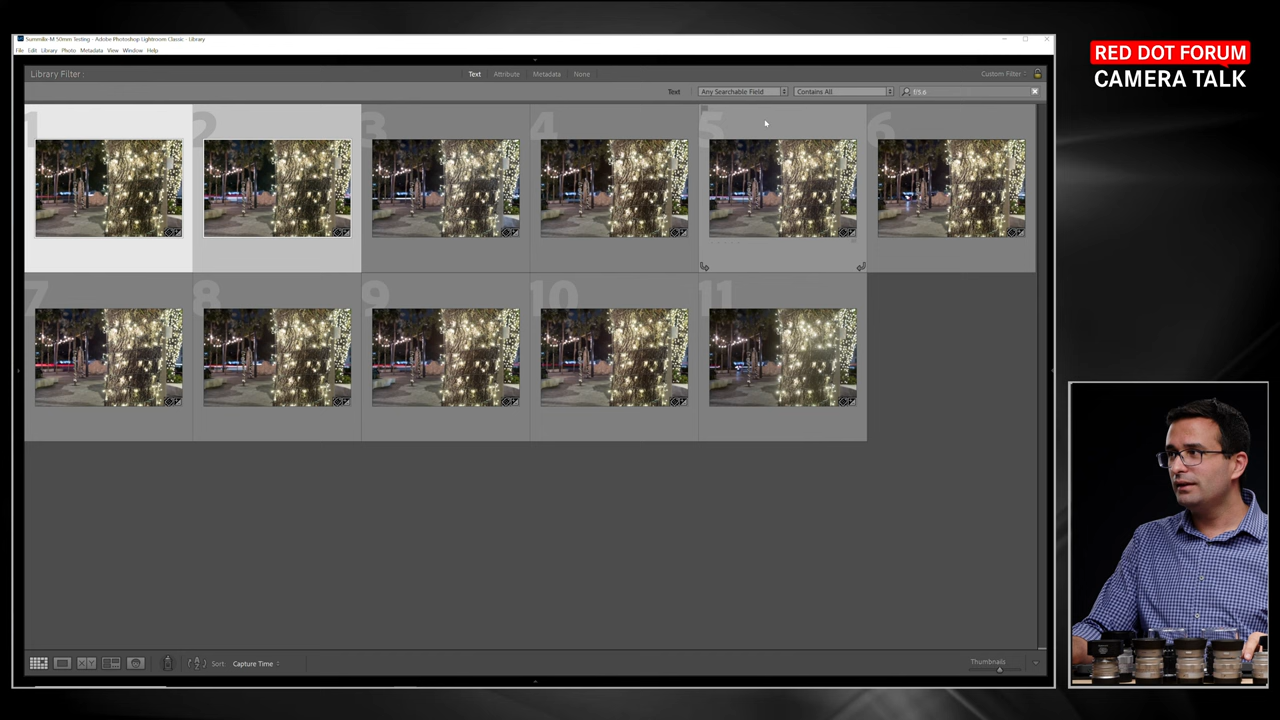 Summilux-M 50mm Testing - Adobe Photoshop Lightroom Classic - Library
File Edit Library Photo Metadata View Window Help
RED DOT FORUM
CAMERA TALK
Library Filter :
Text Attribute Metadata None
Custom Filter
Text Any Searchable Field Contains All f/5.6
1 2 3 4 5 6
7 8 9 10 11
Sort: Capture Time
Thumbnails